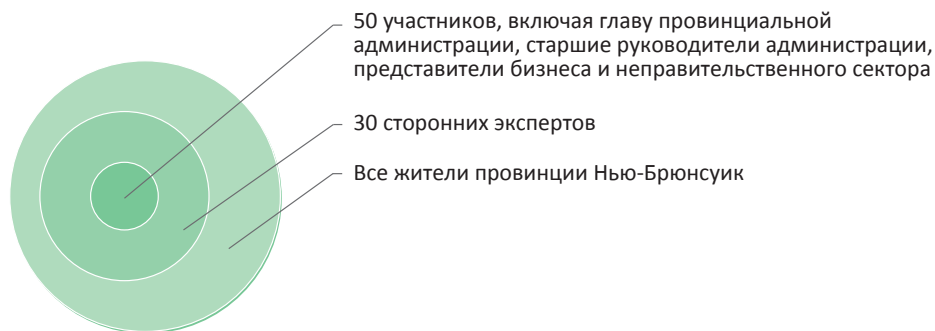 50 участников, включая главу провинциальной
администрации, старшие руководители администрации,
представители бизнеса и неправительственного сектора
30 сторонних экспертов
Все жители провинции Нью-Брюнсуик